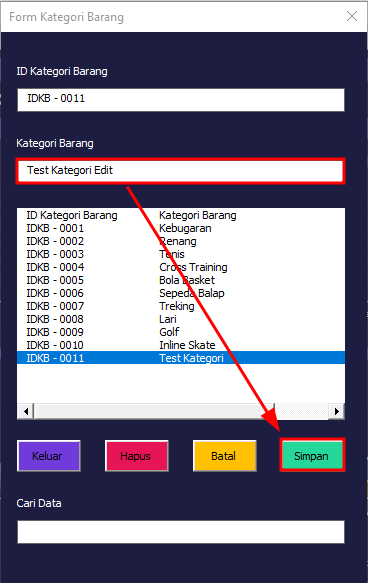 Form Kategori Barang
ID Kategori Barang
IDKB - 0011
Kategori Barang
Test Kategori Edit
ID Kategori Barang Kategori Barang
IDKB - 0001 Kebugaran
IDKB - 0002 Renang
IDKB - 0003 Tenis
IDKB - 0004 Cross Training
IDKB - 0005 Bola Basket
IDKB - 0006 Sepeda Balap
IDKB - 0007 Treking
IDKB - 0008 Lari
IDKB - 0009 Golf
IDKB - 0010 Inline Skate
IDKB - 0011 Test Kategori
Keluar Hapus Batal Simpan
Cari Data